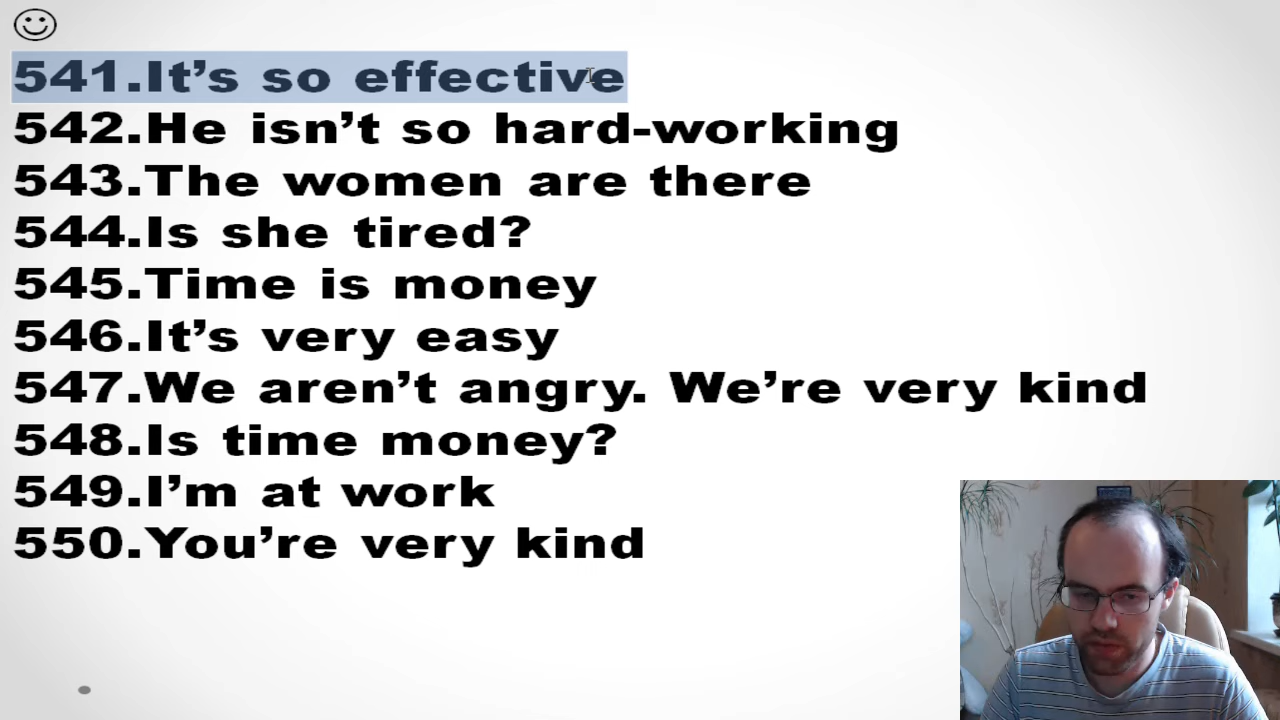 541.It’s so effective
542.He isn’t so hard-working
543.The women are there
544.Is she tired?
545.Time is money
546.It’s very easy
547.We aren’t angry. We’re very kind
548.Is time money?
549.I’m at work
550.You’re very kind